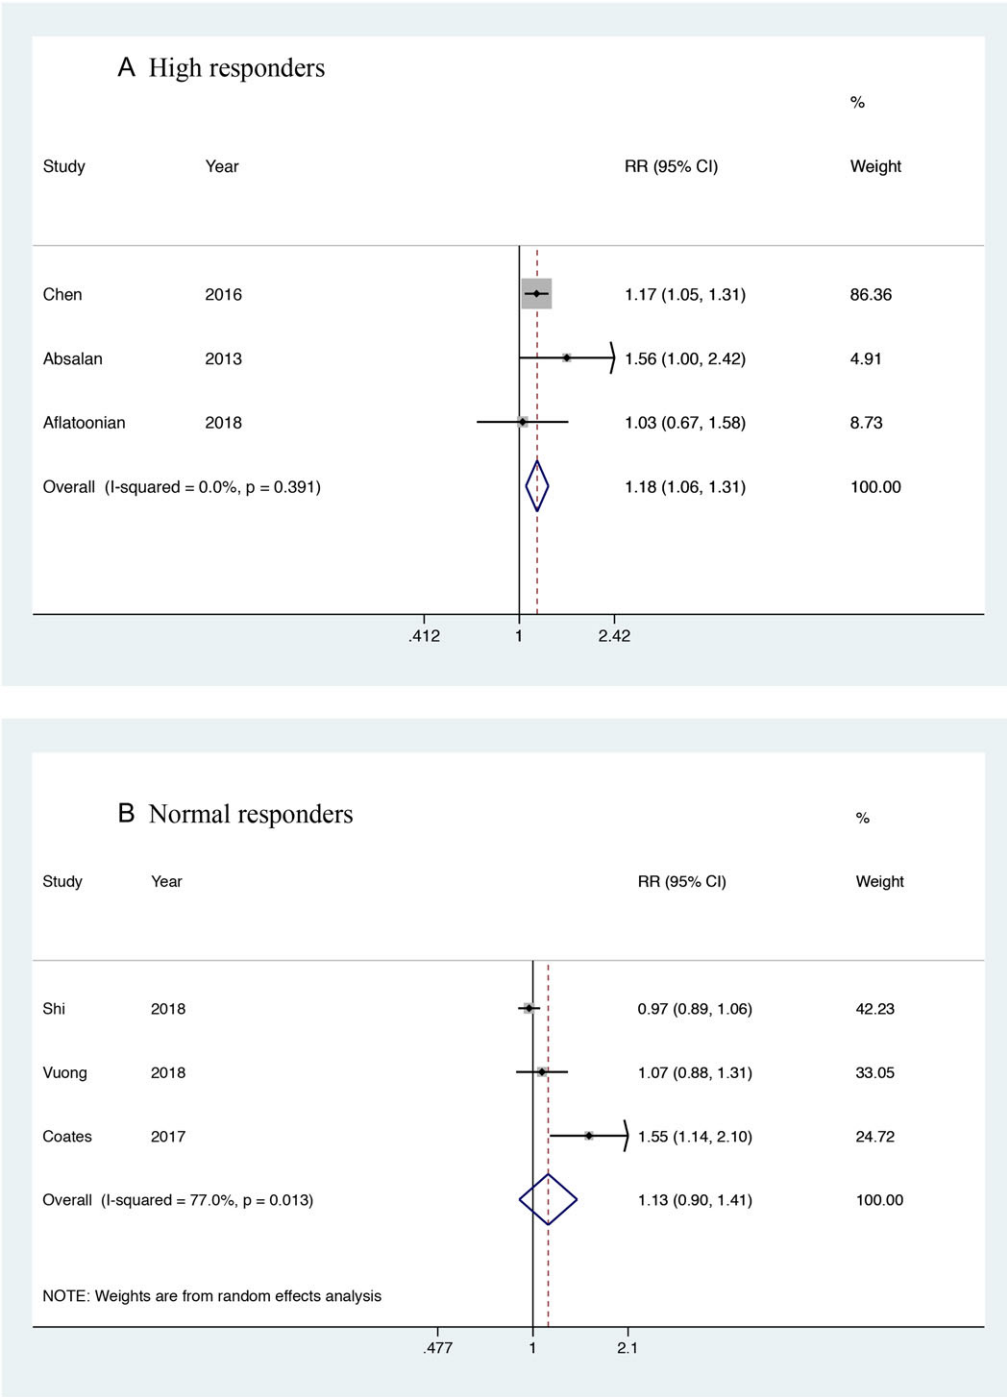 A High responders
%
Study Year RR (95% CI) Weight
Chen 2016 1.17 (1.05, 1.31) 86.36
Absalan 2013 1.56 (1.00, 2.42) 4.91
Aflatoonian 2018 1.03 (0.67, 1.58) 8.73
Overall (I-squared = 0.0%, p = 0.391) 1.18 (1.06, 1.31) 100.00
.412 1 2.42
B Normal responders
%
Study Year RR (95% CI) Weight
Shi 2018 0.97 (0.89, 1.06) 42.23
Vuong 2018 1.07 (0.88, 1.31) 33.05
Coates 2017 1.55 (1.14, 2.10) 24.72
Overall (I-squared = 77.0%, p = 0.013) 1.13 (0.90, 1.41) 100.00
NOTE: Weights are from random effects analysis
.477 1 2.1